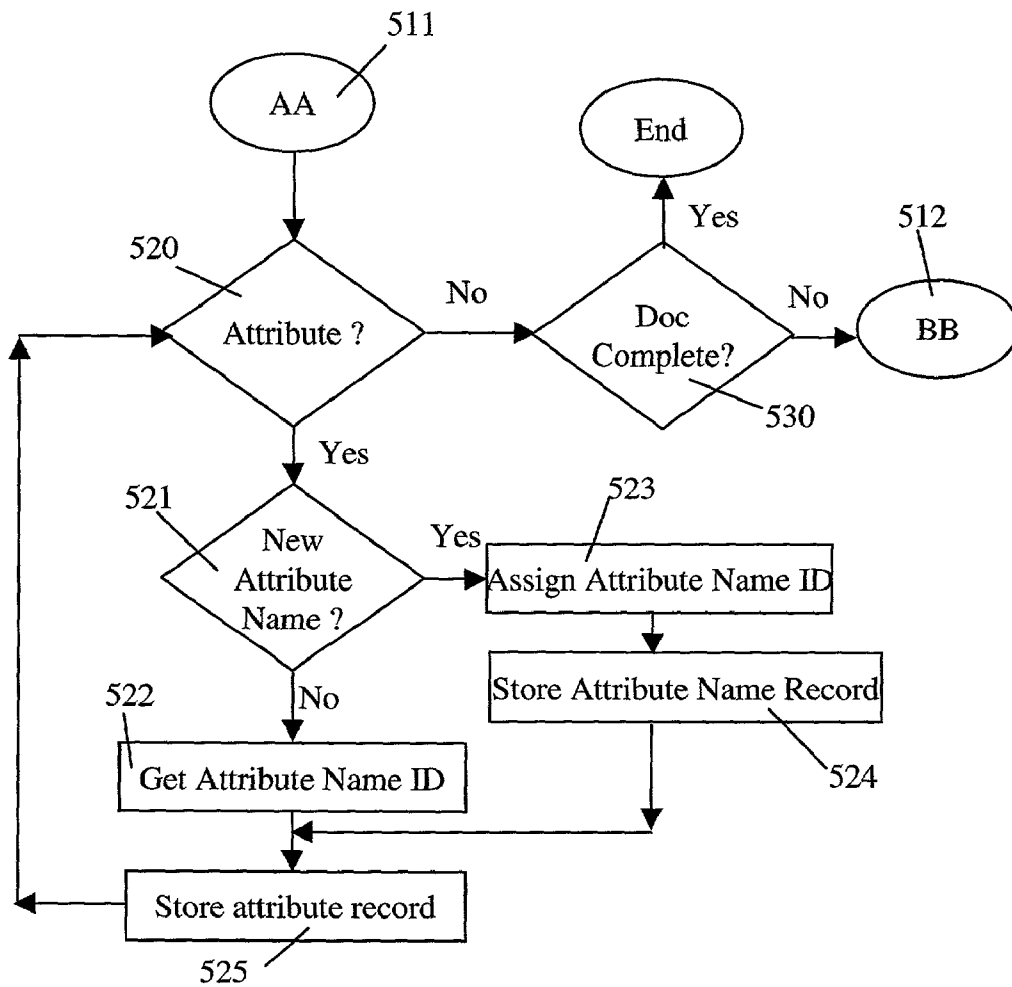 511
AA
End
Yes
512
520
No
No
Attribute ?
Doc
Complete?
BB
530
Yes
521
523
New
Attribute
Name ?
Yes
Assign Attribute Name ID
Store Attribute Name Record
No
522
524
Get Attribute Name ID
Store attribute record
525